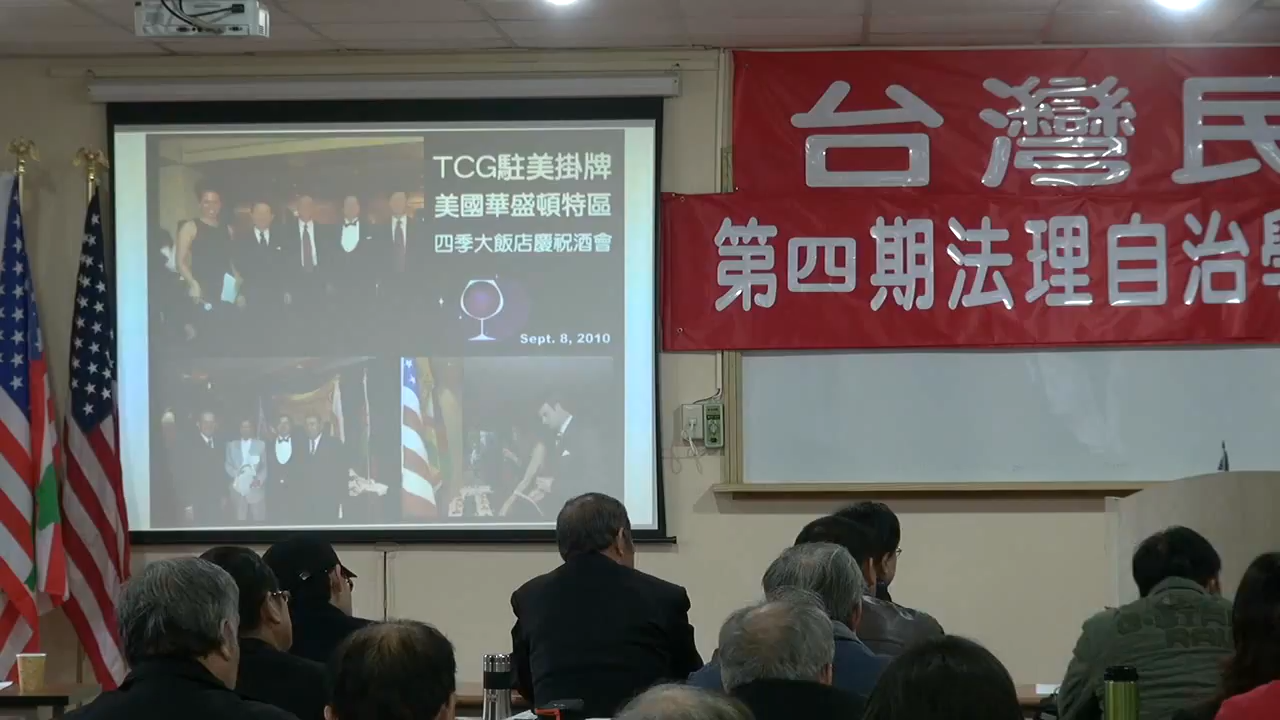 TCG駐美掛牌
美國華盛頓特區
四季大飯店慶祝酒會
Sept. 8, 2010
台灣民
第四期法理自治學